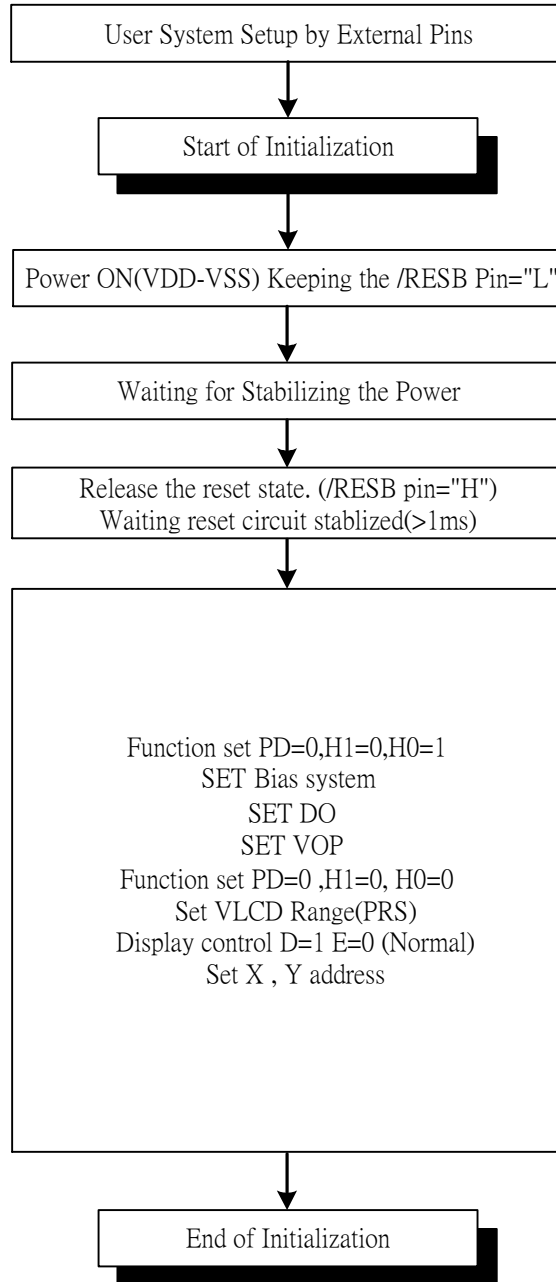 User System Setup by External Pins
Start of Initialization
Power ON(VDD-VSS) Keeping the /RESB Pin="L"
Waiting for Stabilizing the Power
Release the reset state. (/RESB pin="H")
Waiting reset circuit stablized(>1ms)
Function set PD=0,H1=0,H0=1
SET Bias system
SET DO
SET VOP
Function set PD=0 ,H1=0, H0=0
Set VLCD Range(PRS)
Display control D=1 E=0 (Normal)
Set X , Y address
End of Initialization